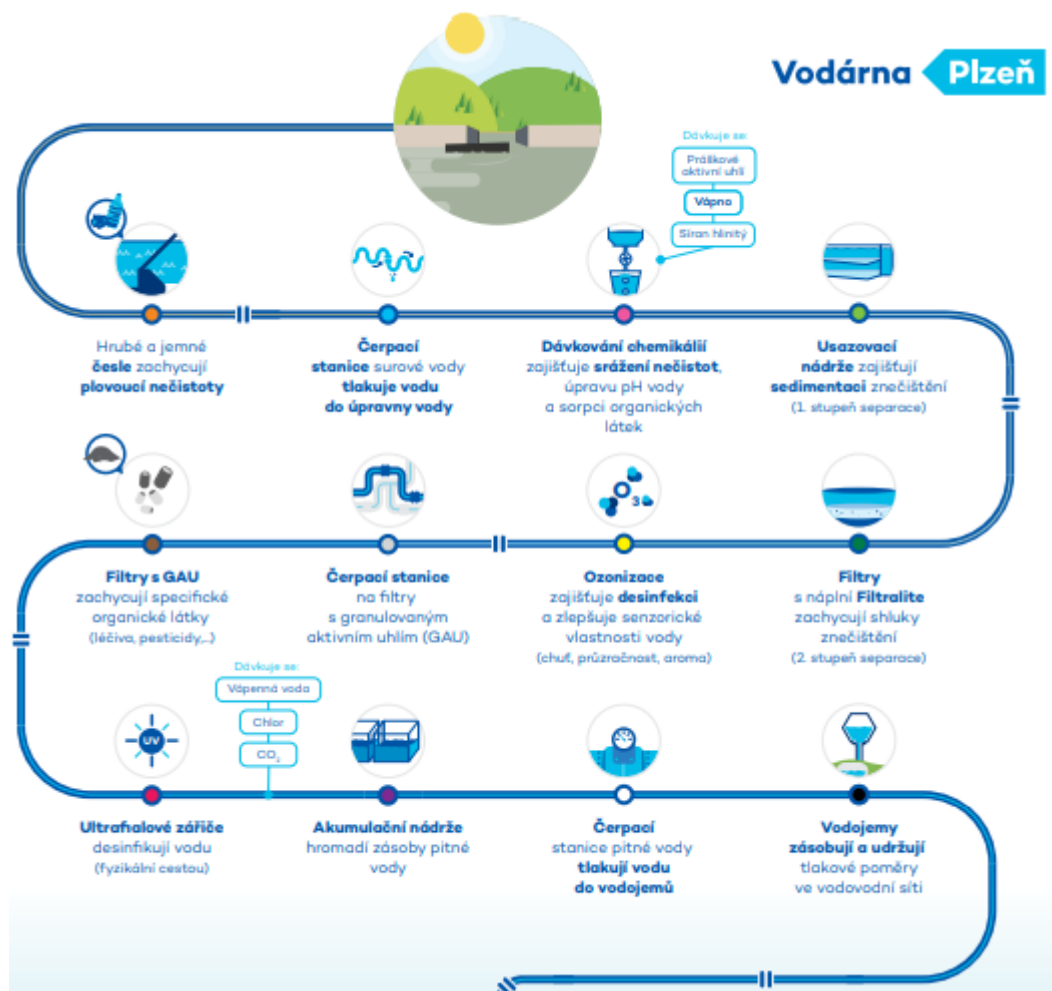 Vodárna Plzeň
Dávkuje se:
Práškové
aktivní uhlí
Vápno
Síran hlinitý
Hrubé a jemné
česle zachycují
plovoucí nečistoty
Čerpací
stanice surové vody
tlakuje vodu
do úpravny vody
Dávkování chemikálií
zajišťuje srážení nečistot,
úpravu pH vody
a sorpci organických
látek
Usazovací
nádrže zajišťují
sedimentaci znečištění
(1. stupeň separace)
O
3
Filtry s GAU
zachycují specifické
organické látky
(léčiva, pesticidy,..)
Čerpací stanice
na filtry
s granulovaným
aktivním uhlím (GAU)
Ozonizace
zajišťuje desinfekci
a zlepšuje senzorické
vlastnosti vody
(chuť, průzračnost, aroma)
Filtry
s náplní Filtralite
zachycují shluky
znečištění
(2. stupeň separace)
Dávkuje se:
Vápenná voda
Chlor
CO₂
UV
Ultrafialové zářiče
desinfikují vodu
(fyzikální cestou)
Akumulační nádrže
hromadí zásoby pitné
vody
Čerpací
stanice pitné vody
tlakují vodu
do vodojemů
Vodojemy
zásobují a udržují
tlakové poměry
ve vodovodní síti